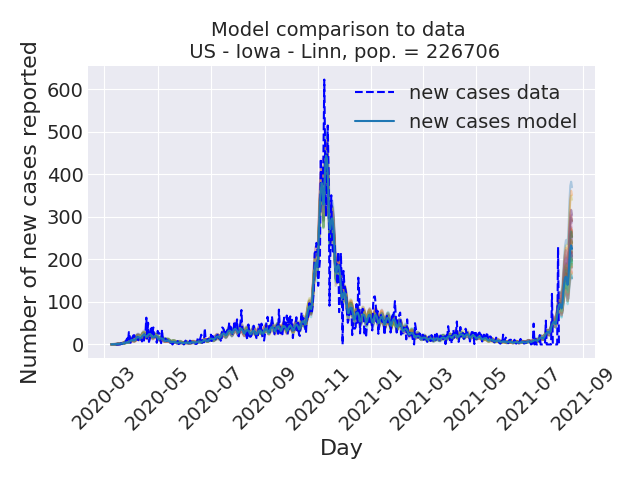 Model comparison to data
US - Iowa - Linn, pop. = 226706
Number of new cases reported
600
500
400
300
200
100
0
new cases data
new cases model
2020-03
2020-05
2020-07
2020-09
2020-11
2021-01
2021-03
2021-05
2021-07
2021-09
Day